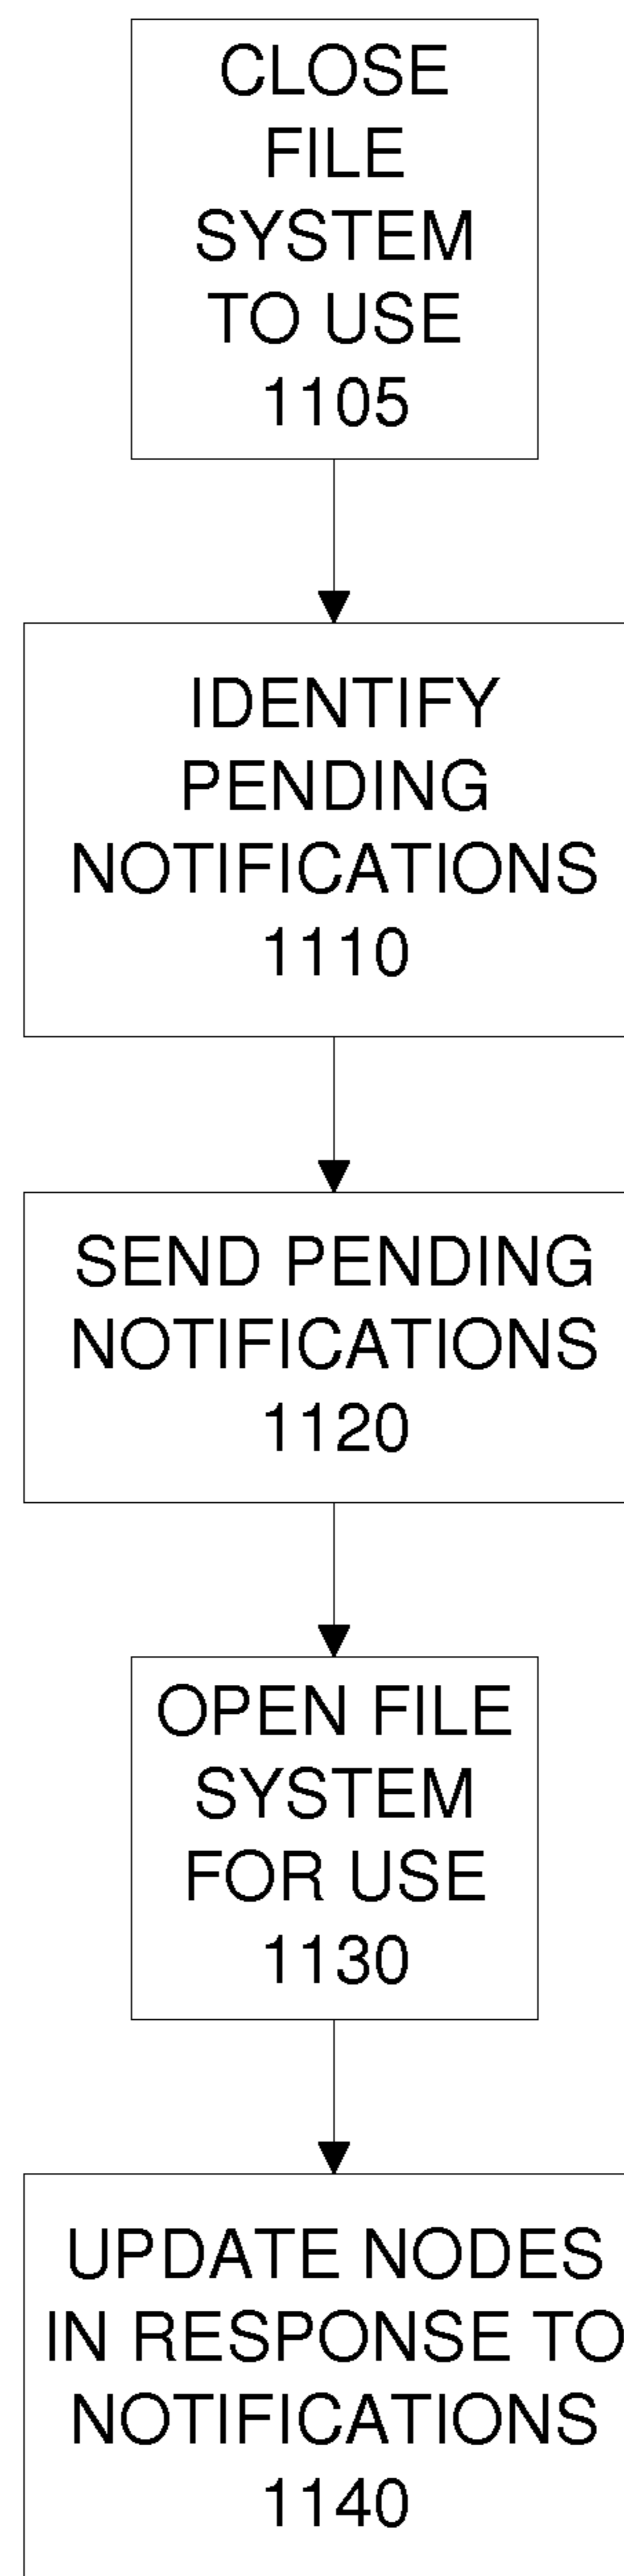 CLOSE
FILE
SYSTEM
TO USE
1105
IDENTIFY
PENDING
NOTIFICATIONS
1110
SEND PENDING
NOTIFICATIONS
1120
OPEN FILE
SYSTEM
FOR USE
1130
UPDATE NODES
IN RESPONSE TO
NOTIFICATIONS
1140